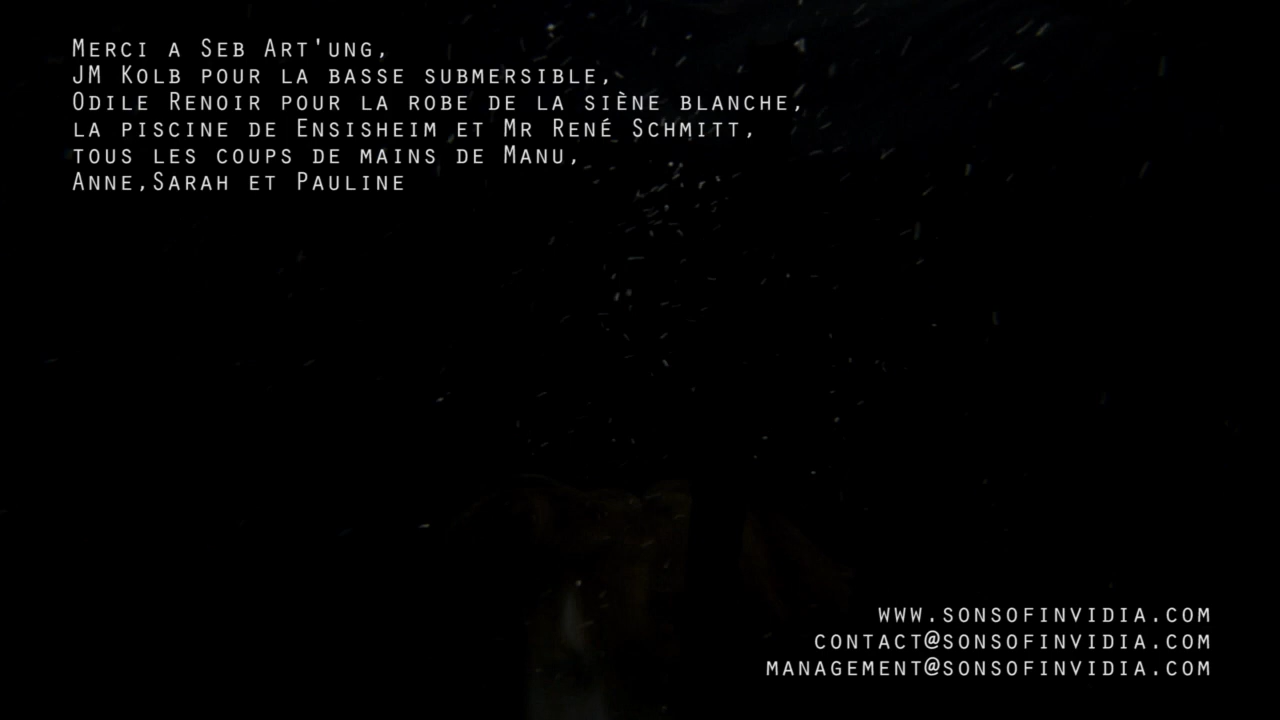 Merci a Seb Art'ung,
JM Kolb pour la basse submersible,
Odile Renoir pour la robe de la siène blanche,
la piscine de Ensisheim et Mr René Schmitt,
tous les coups de mains de Manu,
Anne,Sarah et Pauline
www.sonsofinvidia.com
contact@sonsofinvidia.com
management@sonsofinvidia.com